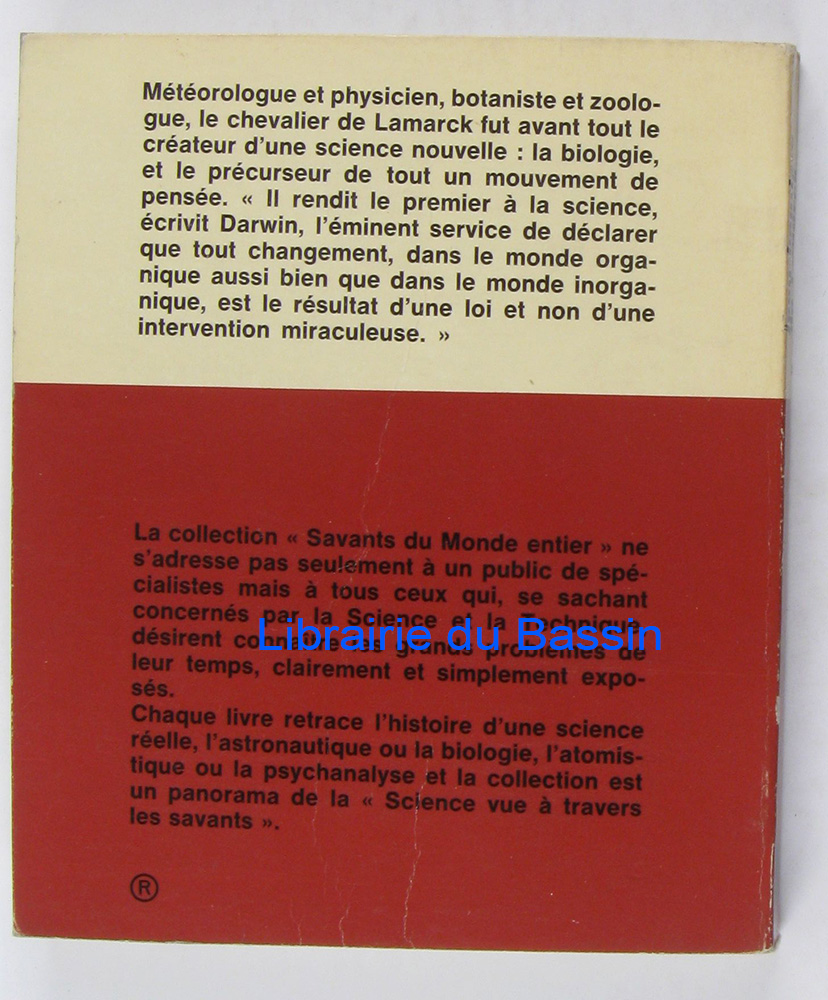 Météorologue et physicien, botaniste et zoolo-
gue, le chevalier de Lamarck fut avant tout le
créateur d'une science nouvelle : la biologie,
et le précurseur de tout un mouvement de
pensée. « Il rendit le premier à la science,
écrivit Darwin, l'éminent service de déclarer
que tout changement, dans le monde orga-
nique aussi bien que dans le monde inorga-
nique, est le résultat d'une loi et non d'une
intervention miraculeuse. »
La collection « Savants du Monde entier » ne
s'adresse pas seulement à un public de spé-
cialistes mais à tous ceux qui, se sachant
concernés par la Science et la Technique,
Librairie du Bassin
désirent connaître les grands problèmes de
leur temps, clairement et simplement expo-
sés.
Chaque livre retrace l'histoire d'une science
réelle, l'astronautique ou la biologie, l'atomis-
tique ou la psychanalyse et la collection est
un panorama de la « Science vue à travers
les savants ».
®